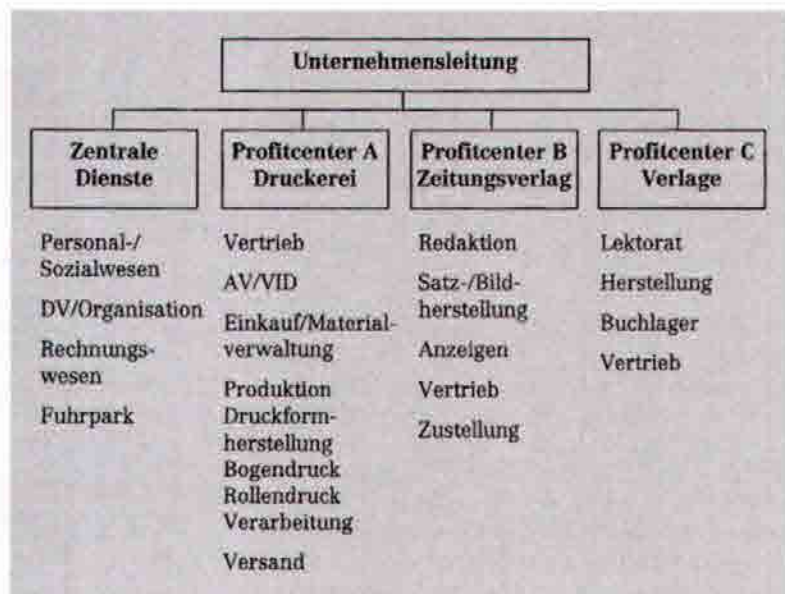 Unternehmensleitung
Zentrale
Dienste
Personal-/
Sozialwesen
DV/Organisation
Rechnungs-
wesen
Fuhrpark
Profitcenter A
Druckerei
Vertrieb
AV/VID
Einkauf/Material-
verwaltung
Produktion
Druckform-
herstellung
Bogendruck
Rollendruck
Verarbeitung
Versand
Profitcenter B
Zeitungsverlag
Redaktion
Satz-/Bild-
herstellung
Anzeigen
Vertrieb
Zustellung
Profitcenter C
Verlage
Lektorat
Herstellung
Buchlager
Vertrieb